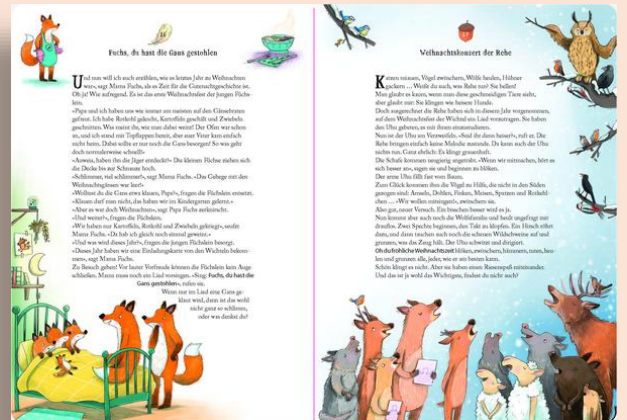 Fuchs, du hast die Gans gestohlen
Und nun will ich euch erzählen, wie es letztes Jahr zu Weihnachten
war«, sagt Mama Fuchs, als es Zeit für die Gutenachtgeschichte ist.
Oh ja! Wie aufregend. Es ist das erste Weihnachtsfest der jungen Füchs-
lein.
»Papa und ich haben uns wie immer am meisten auf den Gänsebraten
gefreut. Ich habe Rotkohl gekocht, Kartoffeln geschält und Zwiebeln
geschnitten. Was meint ihr, wie man dabei weint! Der Ofen war schon
an, und ich stand mit Topflappen bereit, aber euer Vater kam einfach
nicht heim. Dabei sollte er nur noch die Gans besorgen! So was geht
doch normalerweise schnell!«
»Auweia, haben ihn die Jäger entdeckt?« Die kleinen Füchse ziehen sich
die Decke bis zur Schnauze hoch.
»Schlimmer, viel schlimmer!«, sagt Mama Fuchs. »Das Gehege mit den
Weihnachtsgänsen war leer!«
»Wolltest du die Gans etwa klauen, Papa?«, fragen die Füchslein entsetzt.
»Klauen darf man nicht, das haben wir im Kindergarten gelernt.«
»Aber es war doch Weihnachten«, sagt Papa Fuchs zerknirscht.
»Und weiter?«, fragen die Füchslein.
»Wir haben nur Kartoffeln, Rotkohl und Zwiebeln gekriegt«, seufzt
Mama Fuchs. »Da hab ich gleich noch einmal geweint.«
»Und was wird dieses Jahr?«, fragen die jungen Füchslein besorgt.
»Dieses Jahr haben wir eine Einladungskarte von den Wichteln bekom-
men«, sagt Mama Fuchs.
Zu Besuch gehen! Vor lauter Vorfreude können die Füchslein kein Auge
schließen. Mama muss noch ein Lied vorsingen. »Sing: Fuchs, du hast die
Gans gestohlen«, rufen sie.
Wenn nur im Lied eine Gans ge-
klaut wird, dann ist das wohl
nicht ganz so schlimm,
oder was denkst du?
Weihnachtskonzert der Rehe
Katzen miauen, Vögel zwitschern, Wölfe heulen, Hühner
gackern ... Weißt du auch, was Rehe tun? Sie bellen!
Man glaubt es kaum, wenn man diese geschmeidigen Tiere sieht,
aber glaubt mir: Sie klingen wie heisere Hunde.
Doch ausgerechnet die Rehe haben sich in diesem Jahr vorgenommen,
auf dem Weihnachtsfest der Wichtel ein Lied vorzutragen. Sie haben
den Uhu gebeten, es mit ihnen einzustudieren.
Nun ist der Uhu am Verzweifeln. »Seid ihr denn heiser?«, ruft er. Die
Rehe bringen einfach keine Melodie zustande. Da kann auch der Uhu
nichts tun. Ganz ehrlich: Es klingt grauenhaft.
Die Schafe kommen neugierig angetrabt. »Wenn wir mitmachen, hört es
sich besser an«, sagen sie und beginnen zu blöken.
Der arme Uhu fällt fast vom Baum.
Zum Glück kommen ihm die Vögel zu Hilfe, die nicht in den Süden
gezogen sind: Amseln, Dohlen, Finken, Meisen, Spatzen und Rotkehl-
chen ... »Wir wollen mitsingen!«, zwitschern sie.
Also gut, neuer Versuch. Ein bisschen besser wird es ja.
Nun kommt aber auch noch die Wolfsfamilie und heult ungefragt mit
drauflos. Zwei Spechte beginnen, den Takt zu klopfen. Ein Hirsch röhrt
dazu, und dann tauchen auch noch die scheuen Wildschweine auf und
grunzen, was das Zeug hält. Der Uhu schwitzt und dirigiert.
Oh du fröhliche Weihnachtszeit blöken, zwitschern, hämmern, tuten, heu-
len und grunzen alle, jeder, wie er am besten kann.
Schön klingt es nicht. Aber sie haben einen Riesenspaß miteinander.
Und das ist ja wohl das Wichtigste, findest du nicht auch?